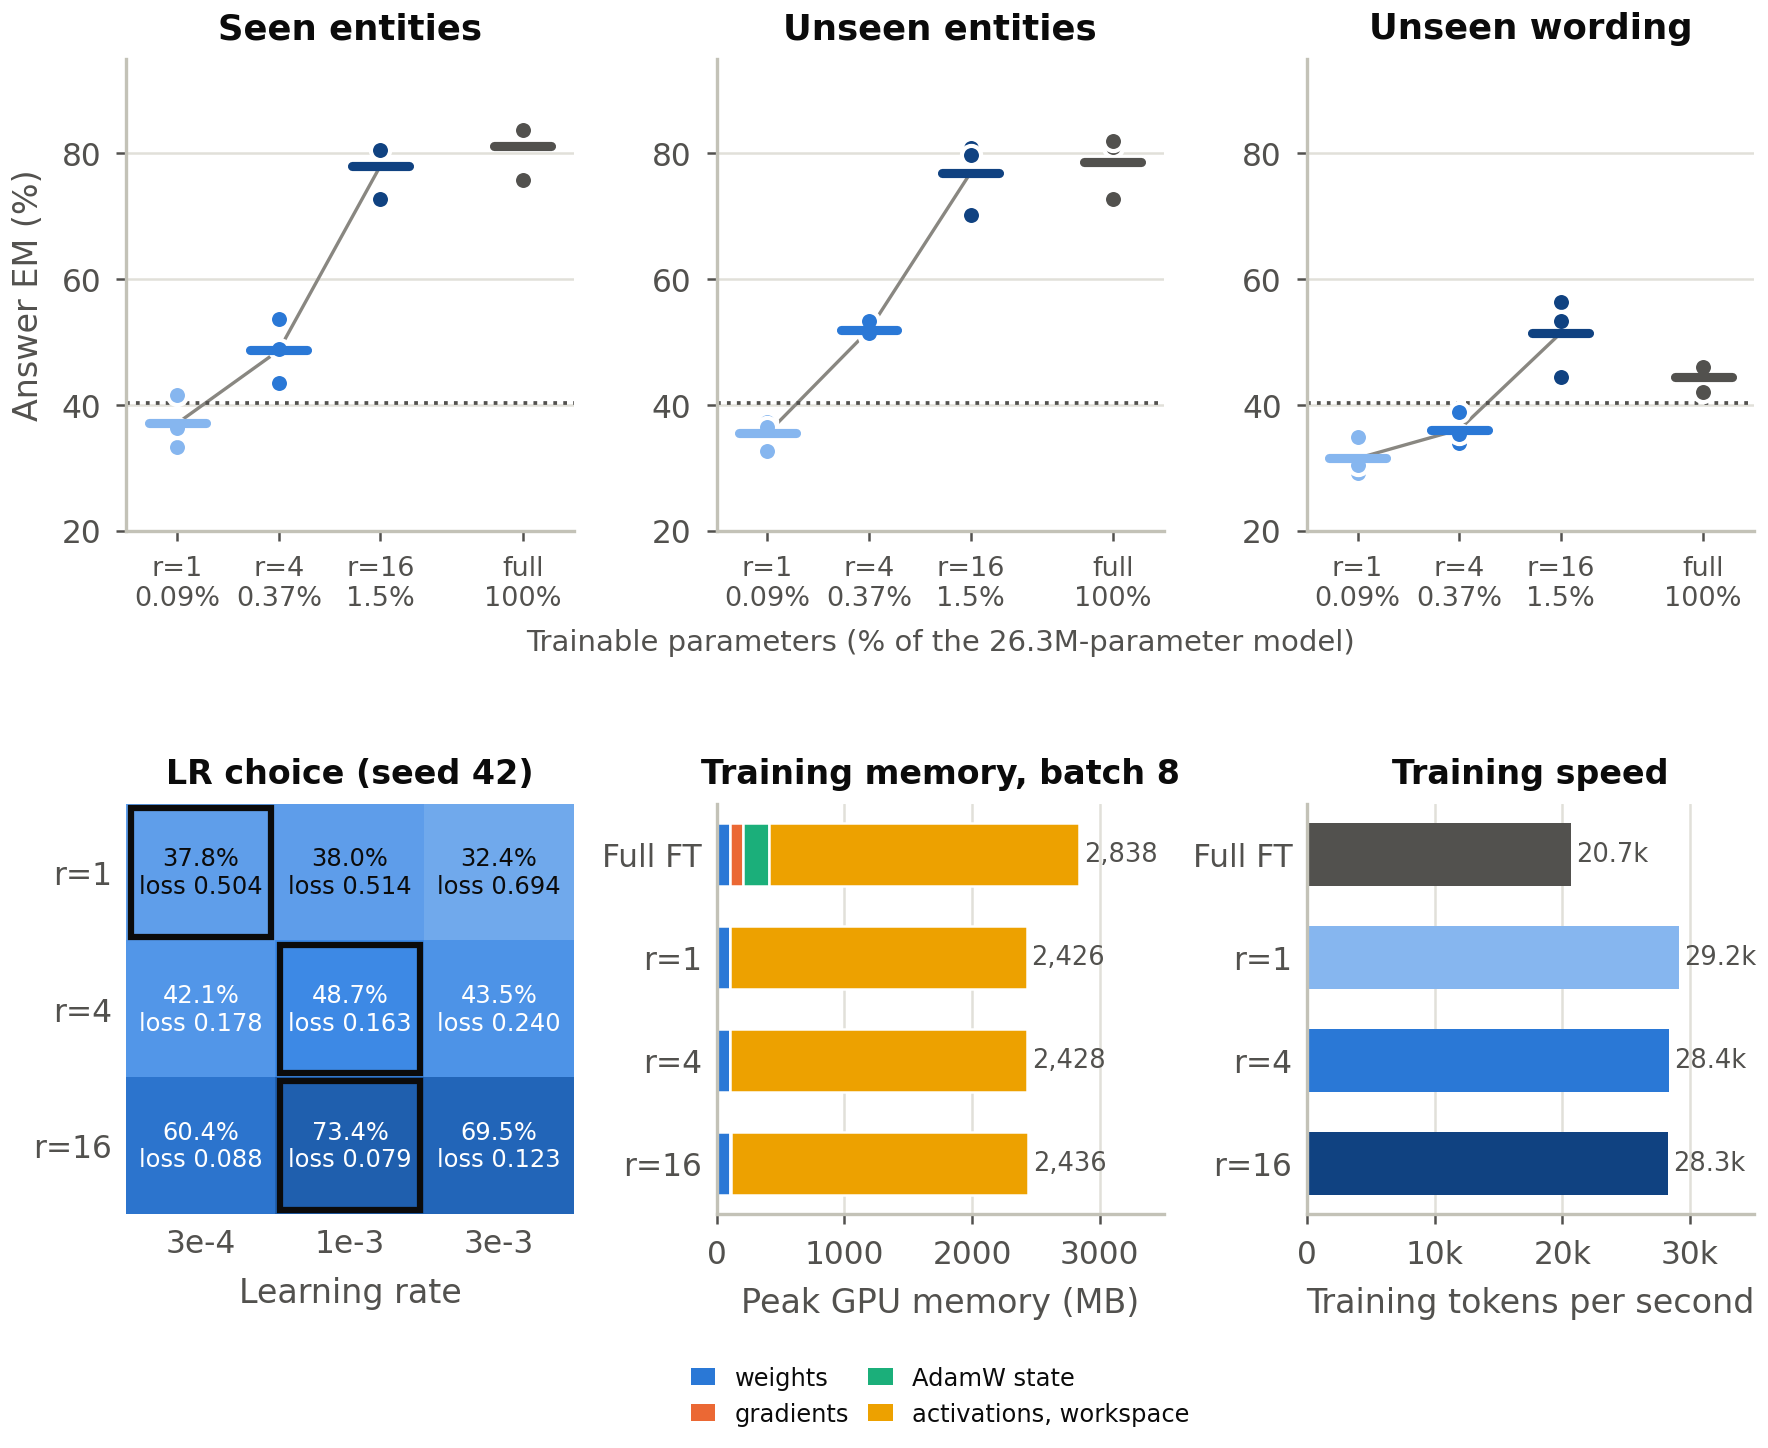 Seen entities
Unseen entities
Unseen wording
Answer EM (%)
80
60
40
20
r=1
0.09%
r=4
0.37%
r=16
1.5%
full
100%
80
60
40
20
r=1
0.09%
r=4
0.37%
r=16
1.5%
full
100%
80
60
40
20
r=1
0.09%
r=4
0.37%
r=16
1.5%
full
100%
Trainable parameters (% of the 26.3M-parameter model)
LR choice (seed 42)
r=1
37.8%
loss 0.504
38.0%
loss 0.514
32.4%
loss 0.694
r=4
42.1%
loss 0.178
48.7%
loss 0.163
43.5%
loss 0.240
r=16
60.4%
loss 0.088
73.4%
loss 0.079
69.5%
loss 0.123
3e-4
1e-3
3e-3
Learning rate
Training memory, batch 8
Full FT
2,838
r=1
2,426
r=4
2,428
r=16
2,436
0
1000
2000
3000
Peak GPU memory (MB)
weights
gradients
AdamW state
activations, workspace
Training speed
Full FT
20.7k
r=1
29.2k
r=4
28.4k
r=16
28.3k
0
10k
20k
30k
Training tokens per second